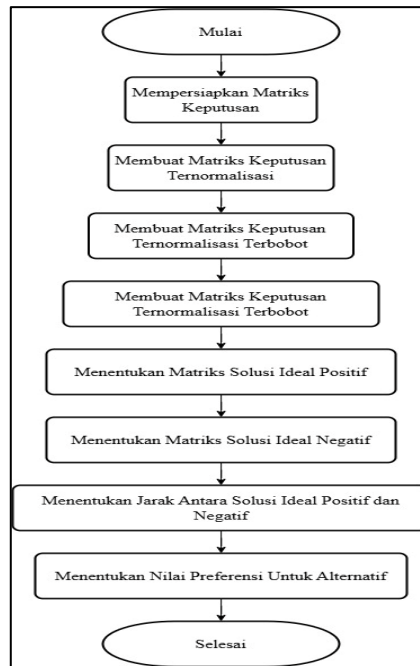 Mulai
Mempersiapkan Matriks
Keputusan
Membuat Matriks Keputusan
Ternormalisasi
Membuat Matriks Keputusan
Ternormalisasi Terbobot
Membuat Matriks Keputusan
Ternormalisasi Terbobot
Menentukan Matriks Solusi Ideal Positif
Menentukan Matriks Solusi Ideal Negatif
Menentukan Jarak Antara Solusi Ideal Positif dan
Negatif
Menentukan Nilai Preferensi Untuk Alternatif
Selesai